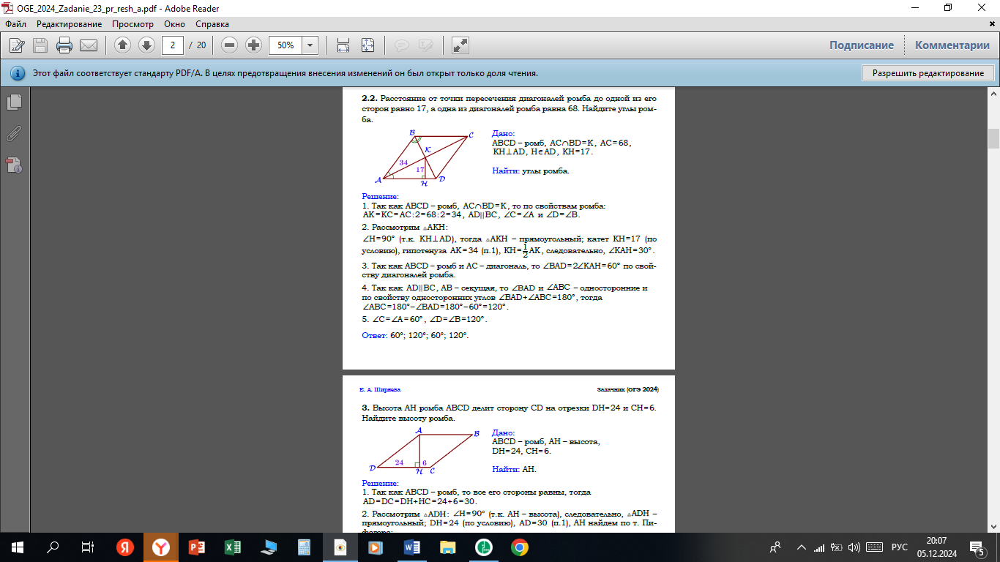 OGE_2024_Zadanie_23_pr_resh_a.pdf - Adobe Reader
Файл Редактирование Просмотр Окно Справка
2 / 20 50% Подписание Комментарии
Этот файл соответствует стандарту PDF/A. В целях предотвращения внесения изменений он был открыт только доля чтения. Разрешить редактирование
2.2. Расстояние от точки пересечения диагоналей ромба до одной из его
сторон равно 17, а одна из диагоналей ромба равна 68. Найдите углы ром-
ба.
B C K 34 17 A H D
Дано:
ABCD – ромб, AC∩BD=K, AC=68,
KH⊥AD, H∈AD, KH=17.
Найти: углы ромба.
Решение:
1. Так как ABCD – ромб, AC∩BD=K, то по свойствам ромба:
AK=KC=AC:2=68:2=34, AD||BC, ∠C=∠A и ∠D=∠B.
2. Рассмотрим △AKH:
∠H=90° (т.к. KH⊥AD), тогда △AKH – прямоугольный; катет KH=17 (по
условию), гипотенуза AK=34 (п.1), KH=1/2AK, следовательно, ∠KAH=30°.
3. Так как ABCD – ромб и AC – диагональ, то ∠BAD=2∠KAH=60° по свой-
ству диагоналей ромба.
4. Так как AD||BC, AB – секущая, то ∠BAD и ∠ABC – односторонние и
по свойству односторонних углов ∠BAD+∠ABC=180°, тогда
∠ABC=180°−∠BAD=180°−60°=120°.
5. ∠C=∠A=60°, ∠D=∠B=120°.
Ответ: 60°; 120°; 60°; 120°.
Е. А. Ширяева Задачник (ОГЭ 2024)
3. Высота AH ромба ABCD делит сторону CD на отрезки DH=24 и CH=6.
Найдите высоту ромба.
A B 24 6 D H C
Дано:
ABCD – ромб, AH – высота,
DH=24, CH=6.
Найти: AH.
Решение:
1. Так как ABCD – ромб, то все его стороны равны, тогда
AD=DC=DH+HC=24+6=30.
2. Рассмотрим △ADH: ∠H=90° (т.к. AH – высота), следовательно, △ADH –
прямоугольный; DH=24 (по условию), AD=30 (п.1), AH найдем по т. Пи-
фагора:
РУС
20:07
05.12.2024
5